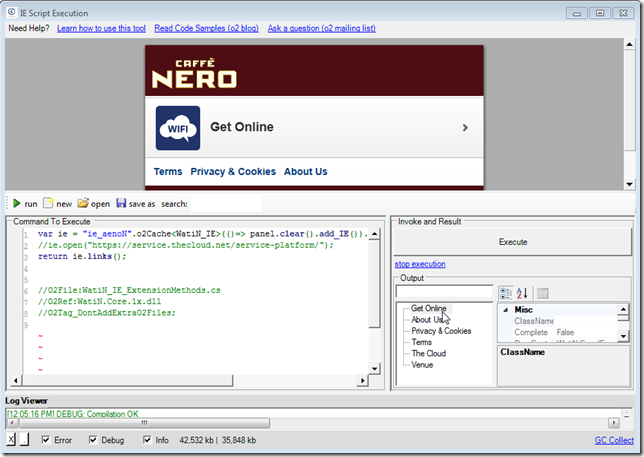 IE Script Execution
Need Help? Learn how to use this tool Read Code Samples (o2 blog) Ask a question (o2 mailing list)
CAFFÈ
NERO
WIFI Get Online
Terms Privacy & Cookies About Us
run new open save as search:
Command To Execute
1 var ie = "ie_aenoN".o2Cache<WatiN_IE>(()=> panel.clear().add_IE()).
2 //ie.open("https://service.thecloud.net/service-platform/");
3 return ie.links();
4
5
6 //O2File:WatiN_IE_ExtensionMethods.cs
7 //O2Ref:WatiN.Core.1x.dll
8 //O2Tag_DontAddExtraO2Files;
9
~
~
~
~
Invoke and Result
Execute
stop execution
Output
Get Online
About Us
Privacy & Cookies
Terms
The Cloud
Venue
Misc
ClassName
Complete False
ClassName
Log Viewer
[12:05:16 PM] DEBUG: Compilation OK
X . Error Debug Info 42,532 kb | 35,848 kb GC Collect